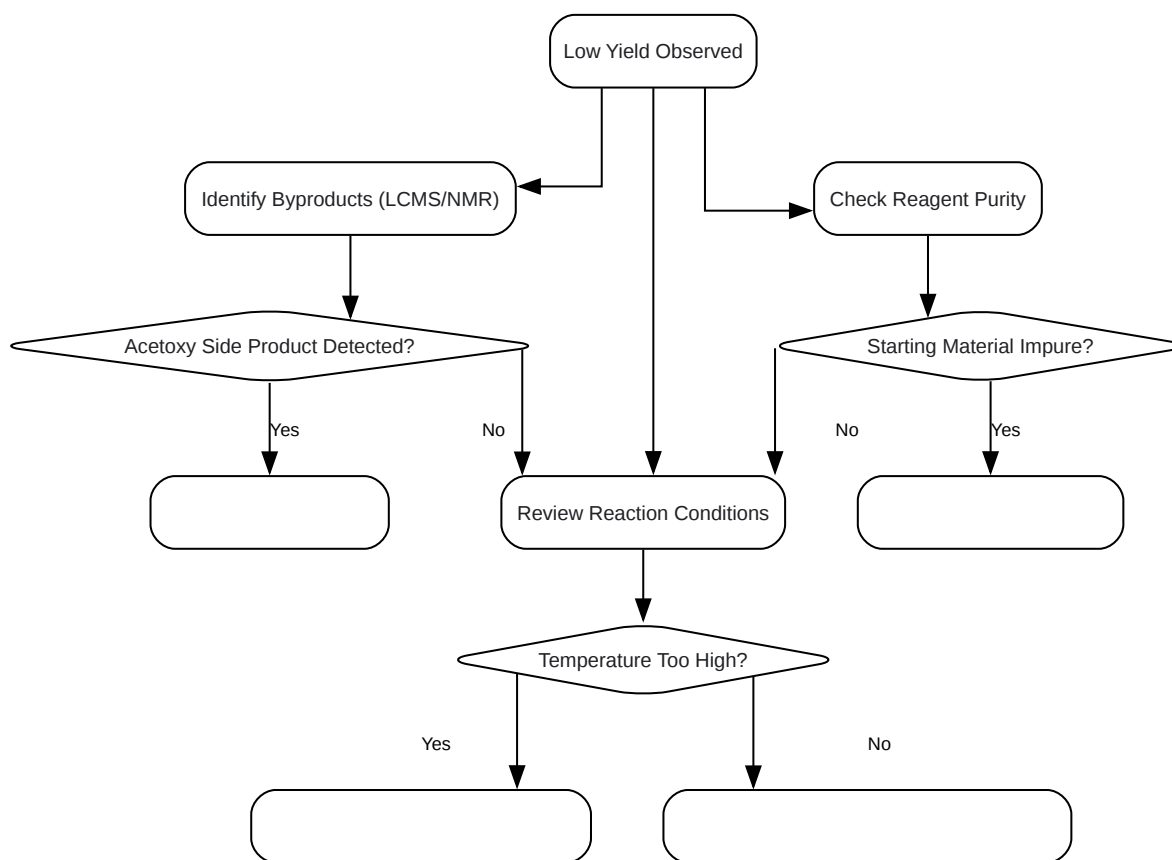 Low Yield Observed
Identify Byproducts (LCMS/NMR)
Check Reagent Purity
Acetoxy Side Product Detected?
Starting Material Impure?
Yes
No
No
Yes
Review Reaction Conditions
Temperature Too High?
Yes
No